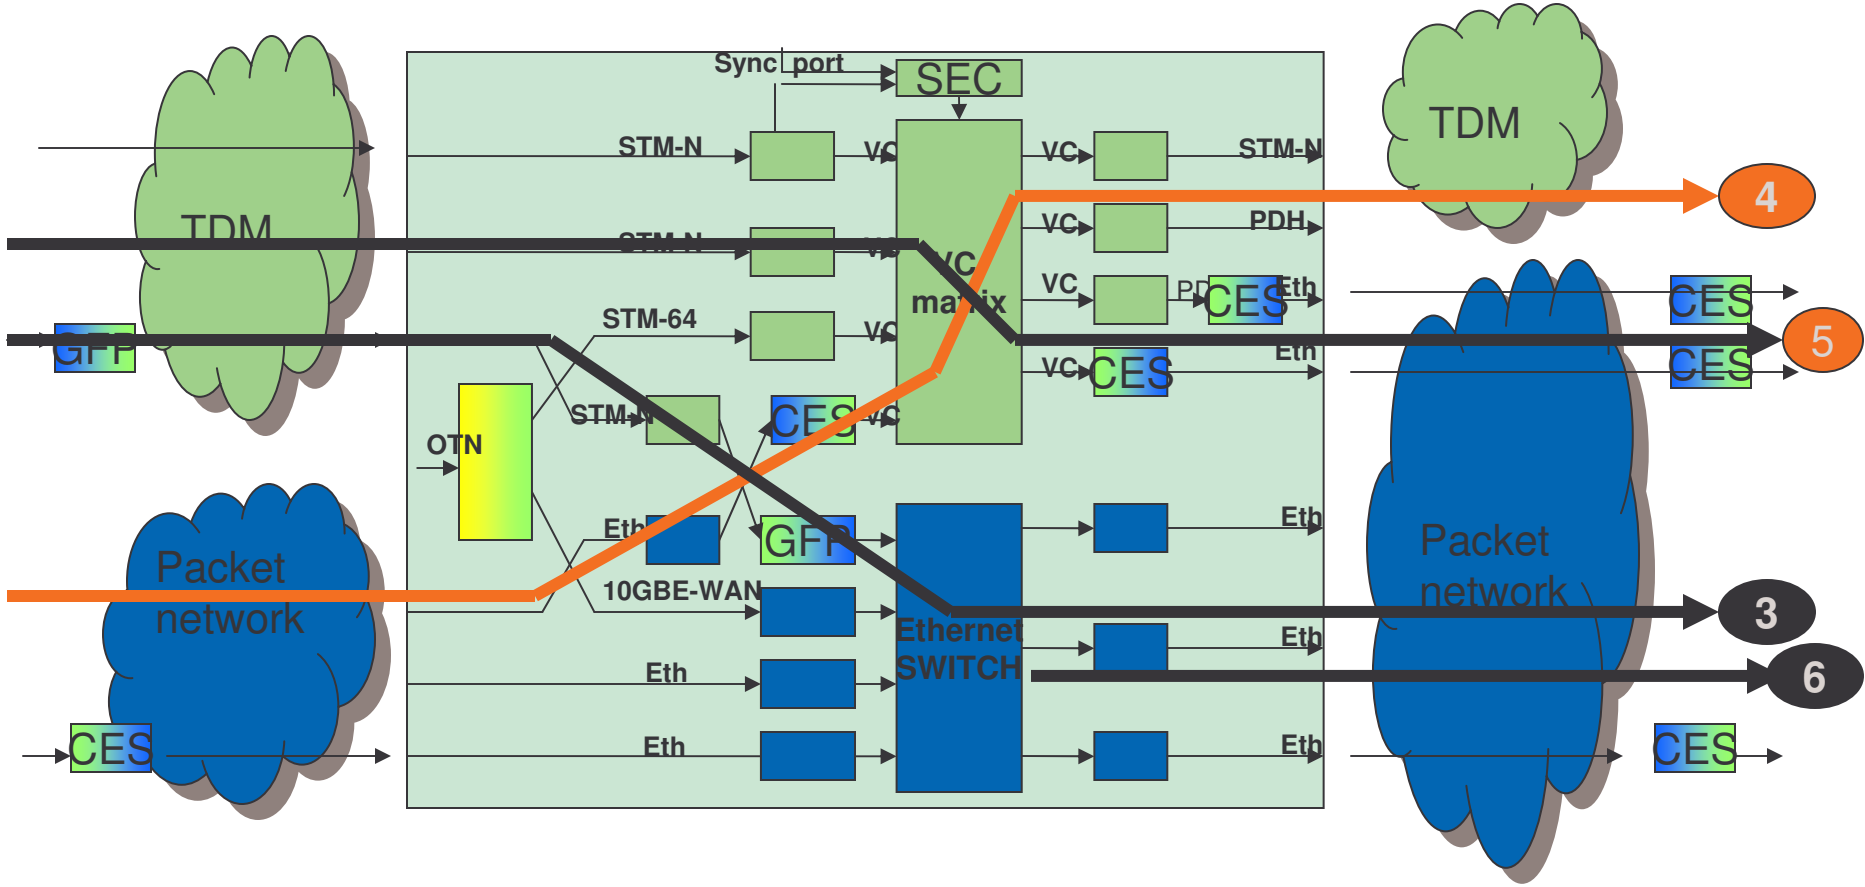 Sync port
SEC
TDM
TDM
STM-N
VC
VC
STM-N
4
VC
PDH
STM-N
VC
VC
matrix
VC
CES
Eth
CES
STM-64
VC
GFP
5
Eth
VC
CES
CES
STM-N
CES
VC
OTN
Eth
GFP
Eth
Packet
network
Packet
network
10GBE-WAN
3
Ethernet
SWITCH
Eth
Eth
6
CES
Eth
Eth
CES